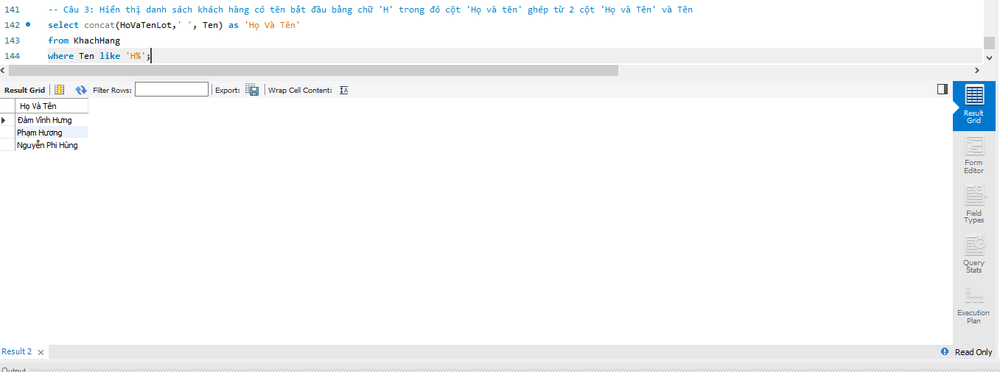 141 -- Câu 3: Hiển thị danh sách khách hàng có tên bắt đầu bằng chữ 'H' trong đó cột 'Họ và tên' ghép từ 2 cột 'Họ và Tên' và Tên
142 select concat(HoVaTenLot,' ', Ten) as 'Họ Và Tên'
143 from KhachHang
144 where Ten like 'H%';
Result Grid Filter Rows: Export: Wrap Cell Content:
Họ Và Tên
Đàm Vĩnh Hưng
Phạm Hương
Nguyễn Phi Hùng
Result
Grid
Form
Editor
Field
Types
Query
Stats
Execution
Plan
Result 2
Read Only
Output